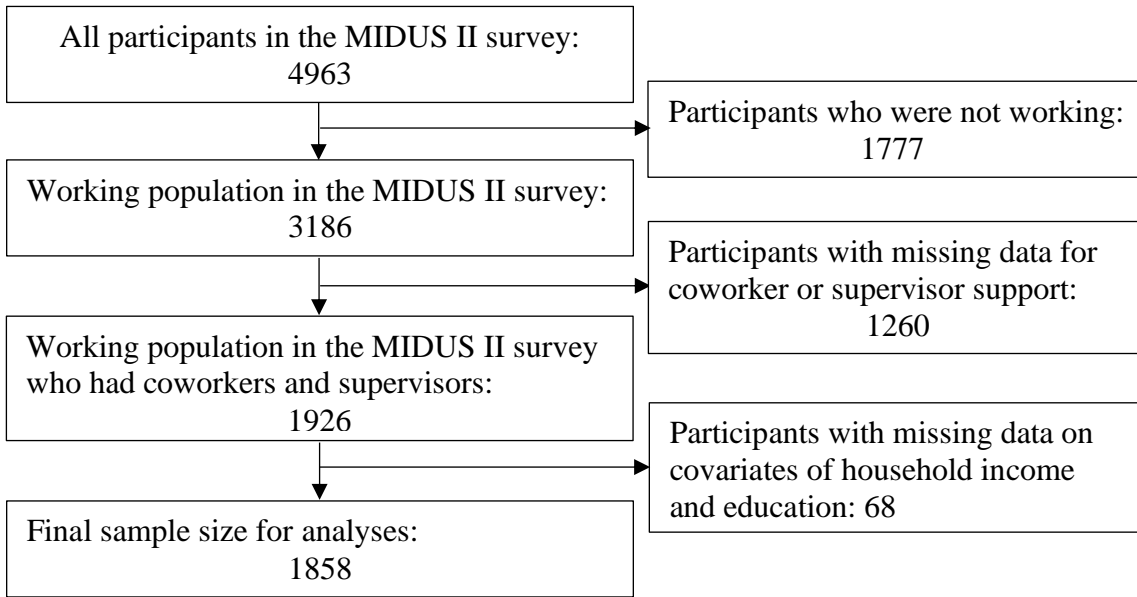 All participants in the MIDUS II survey:
4963
Participants who were not working:
1777
Working population in the MIDUS II survey:
3186
Participants with missing data for
coworker or supervisor support:
1260
Working population in the MIDUS II survey
who had coworkers and supervisors:
1926
Participants with missing data on
covariates of household income
and education: 68
Final sample size for analyses:
1858